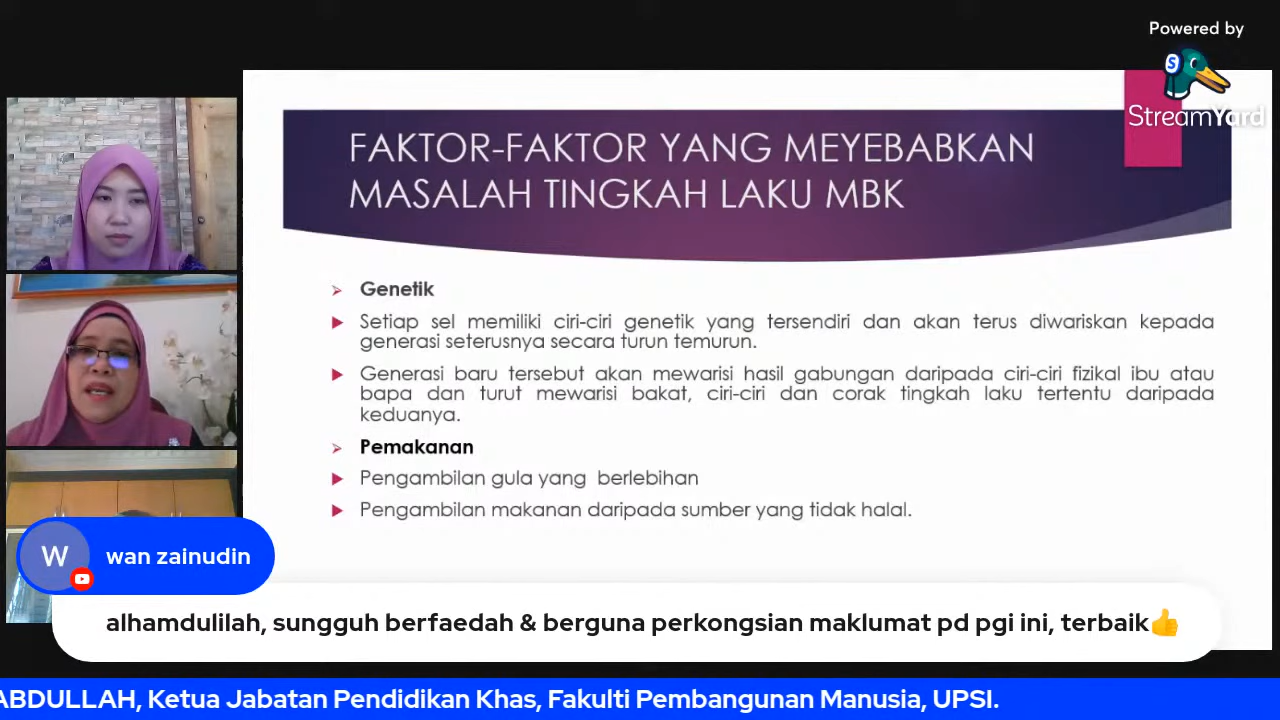 Powered by
StreamYard
FAKTOR-FAKTOR YANG MEYEBABKAN
MASALAH TINGKAH LAKU MBK
Genetik
Setiap sel memiliki ciri-ciri genetik yang tersendiri dan akan terus diwariskan kepada
generasi seterusnya secara turun temurun.
Generasi baru tersebut akan mewarisi hasil gabungan daripada ciri-ciri fizikal ibu atau
bapa dan turut mewarisi bakat, ciri-ciri dan corak tingkah laku tertentu daripada
keduanya.
Pemakanan
Pengambilan gula yang berlebihan
Pengambilan makanan daripada sumber yang tidak halal.
W
wan zainudin
alhamdulilah, sungguh berfaedah & berguna perkongsian maklumat pd pgi ini, terbaik👍
ABDULLAH, Ketua Jabatan Pendidikan Khas, Fakulti Pembangunan Manusia, UPSI.